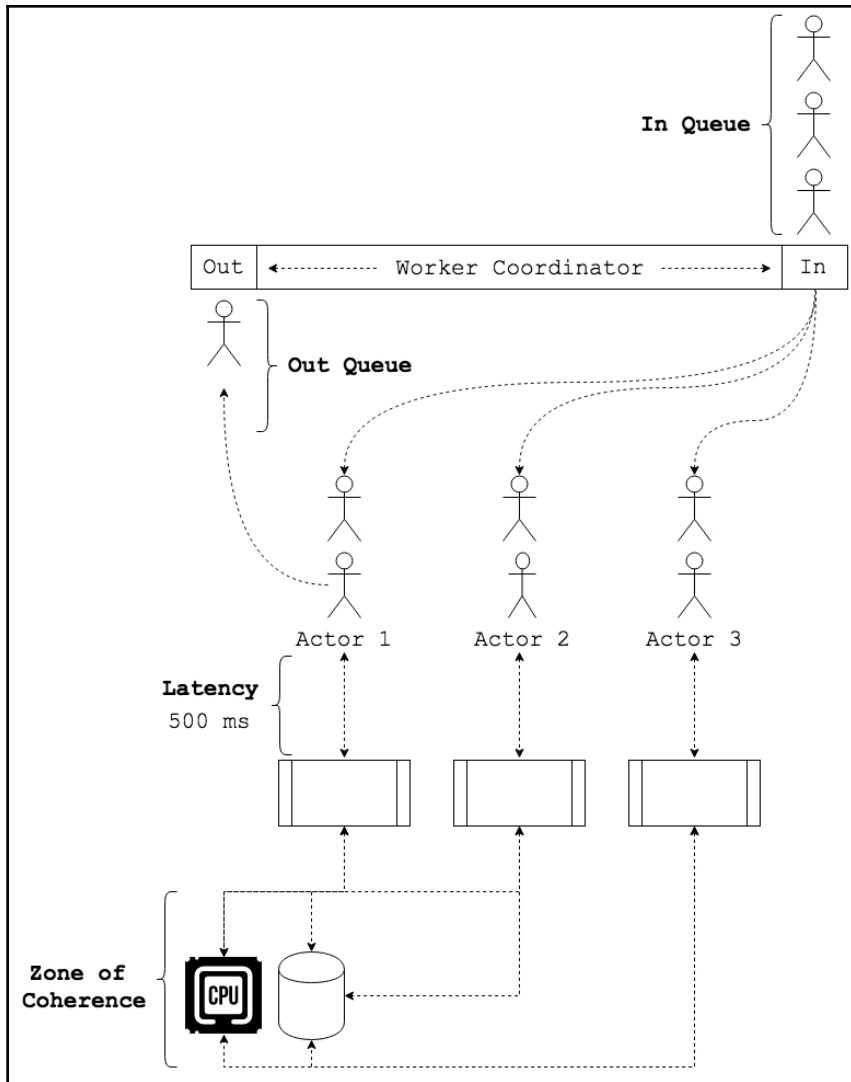 In Queue
Out
Worker Coordinator
In
Out Queue
Actor 1
Actor 2
Actor 3
Latency
500 ms
Zone of
Coherence
CPU